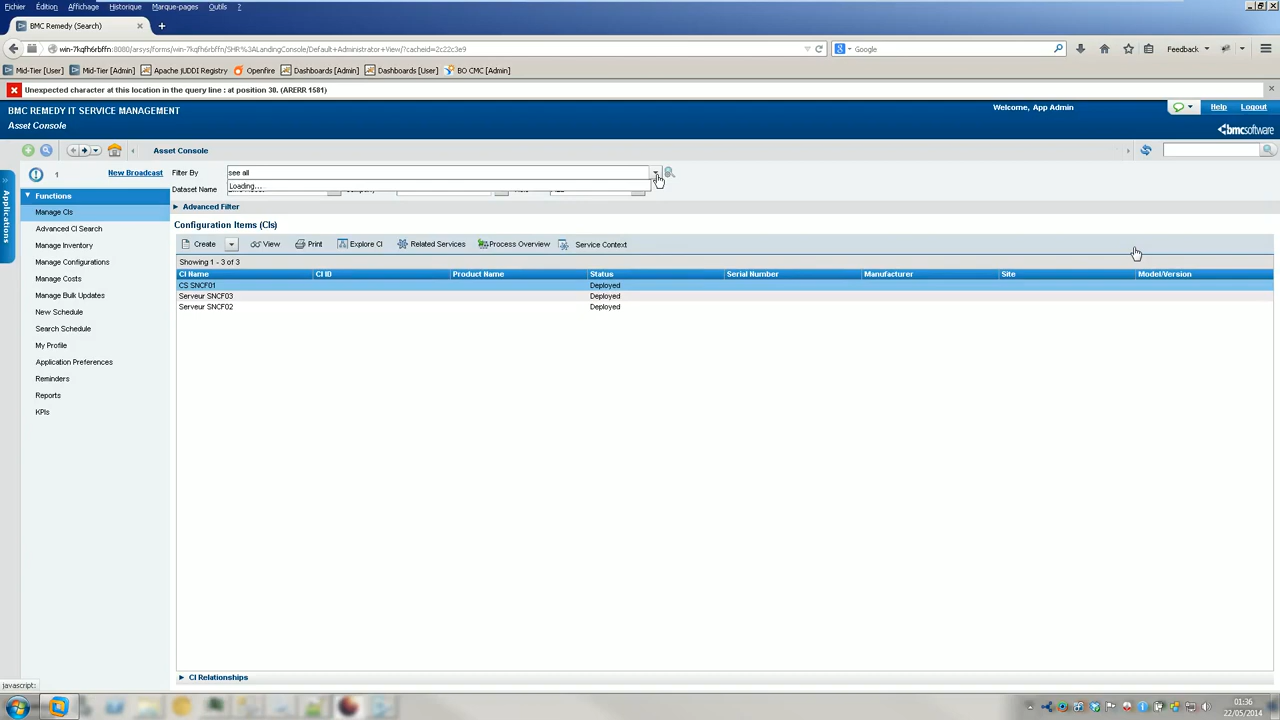 Fichier Édition Affichage Historique Marque-pages Outils ?
BMC Remedy (Search)
win-7kqfh6rbffn:8080/arsys/forms/win-7kqfh6rbffn/SHR%3ALandingConsole/Default+Administrator+View/?cacheid=2c22c3e9
Google
Feedback
Mid-Tier [User] Mid-Tier [Admin] Apache jUDDI Registry Openfire Dashboards [Admin] Dashboards [User] BO CMC [Admin]
Unexpected character at this location in the query line : at position 30. (ARERR 1581)
BMC REMEDY IT SERVICE MANAGEMENT
Welcome, App Admin
Help
Logout
Asset Console
bmcsoftware
Asset Console
1
New Broadcast
Filter By
see all
Loading...
Dataset Name
Applications
Functions
Manage CIs
Advanced CI Search
Manage Inventory
Manage Configurations
Manage Costs
Manage Bulk Updates
New Schedule
Search Schedule
My Profile
Application Preferences
Reminders
Reports
KPIs
Advanced Filter
Configuration Items (CIs)
Create View Print Explore CI Related Services Process Overview Service Context
Showing 1 - 3 of 3
CI Name CI ID Product Name Status Serial Number Manufacturer Site Model/Version
CS SNCF01 Deployed
Serveur SNCF03 Deployed
Serveur SNCF02 Deployed
CI Relationships
javascript:
01:36
22/05/2014